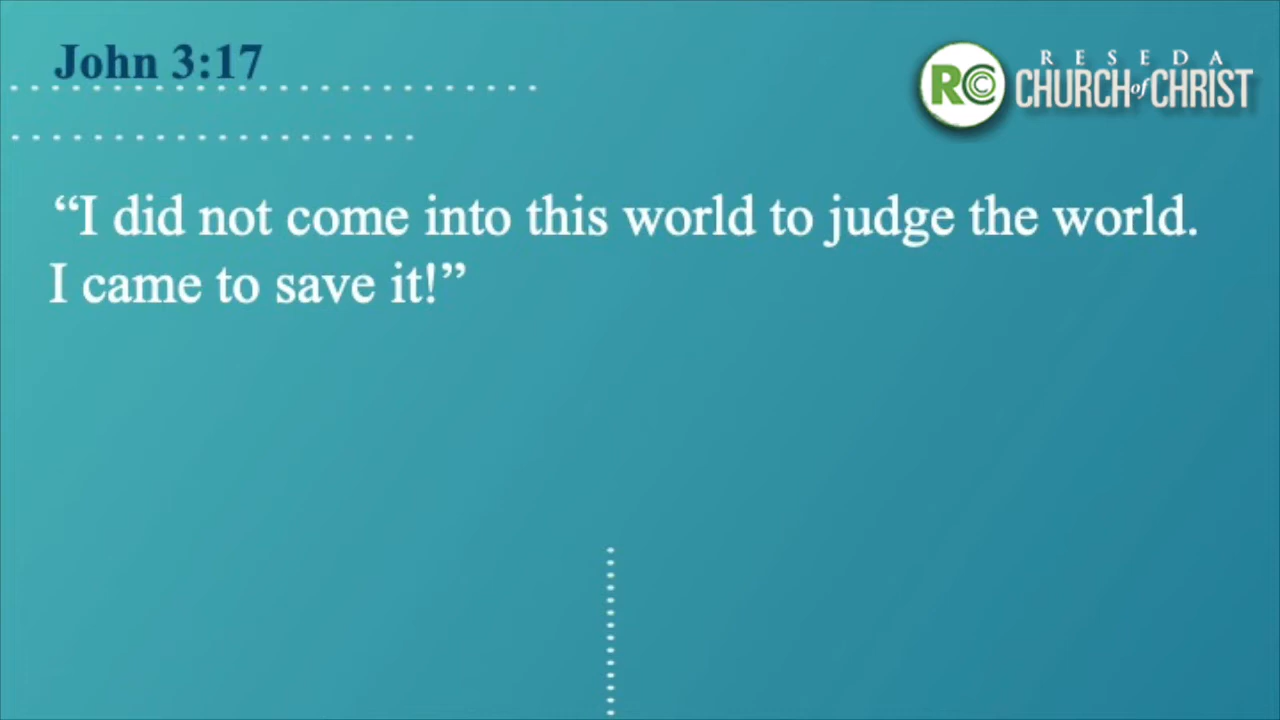 John 3:17
RCC
RESEDA
CHURCH of CHRIST
“I did not come into this world to judge the world.
I came to save it!”